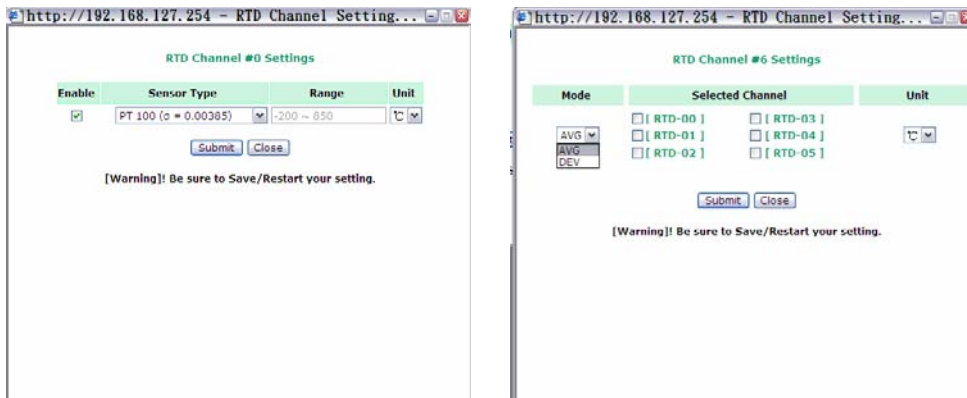 http://192.168.127.254 - RTD Channel Setting...
RTD Channel #0 Settings
Enable Sensor Type Range Unit
PT 100 (α = 0.00385) -200 ~ 850 ℃
Submit Close
[Warning]! Be sure to Save/Restart your setting.
http://192.168.127.254 - RTD Channel Setting...
RTD Channel #6 Settings
Mode Selected Channel Unit
[ RTD-00 ] [ RTD-03 ]
AVG [ RTD-01 ] [ RTD-04 ] ℃
AVG [ RTD-02 ] [ RTD-05 ]
DEV
Submit Close
[Warning]! Be sure to Save/Restart your setting.